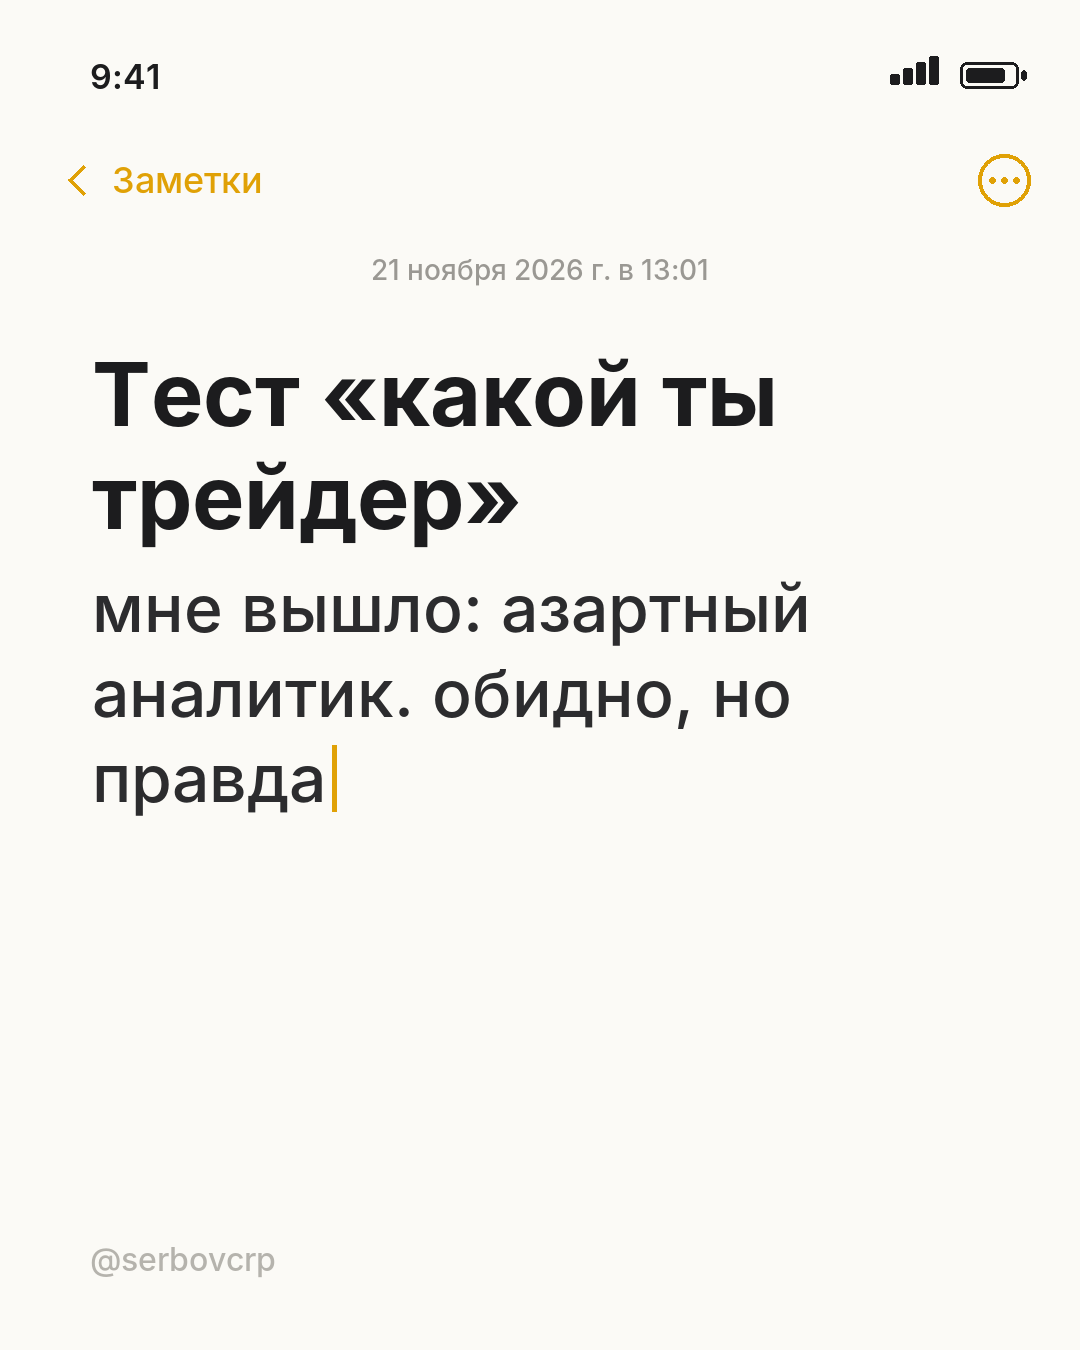 9:41
Заметки
21 ноября 2026 г. в 13:01
Тест «какой ты
трейдер»
мне вышло: азартный
аналитик. обидно, но
правда
@serbovcrp